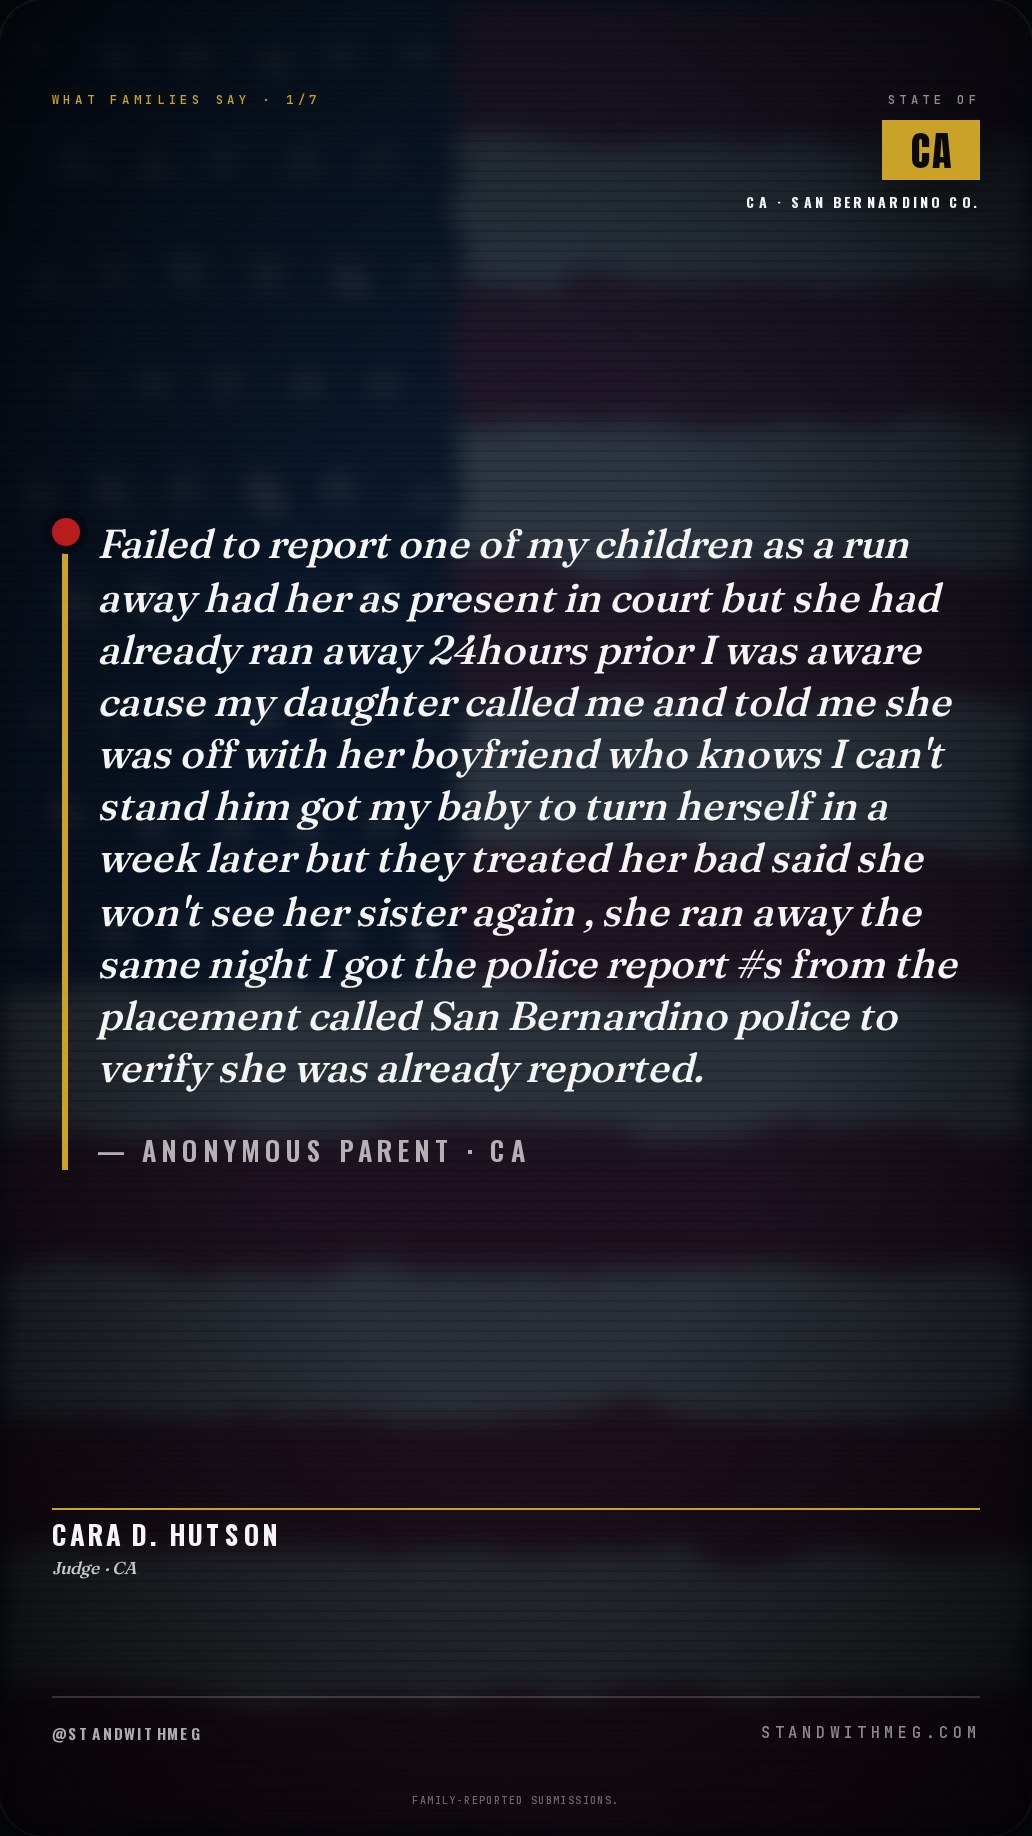 WHAT FAMILIES SAY · 1/7
STATE OF
CA
CA · SAN BERNARDINO CO.
Failed to report one of my children as a run
away had her as present in court but she had
already ran away 24hours prior I was aware
cause my daughter called me and told me she
was off with her boyfriend who knows I can't
stand him got my baby to turn herself in a
week later but they treated her bad said she
won't see her sister again , she ran away the
same night I got the police report #s from the
placement called San Bernardino police to
verify she was already reported.
— ANONYMOUS PARENT · CA
CARA D. HUTSON
Judge · CA
@STANDWITHMEG
STANDWITHMEG.COM
FAMILY-REPORTED SUBMISSIONS.